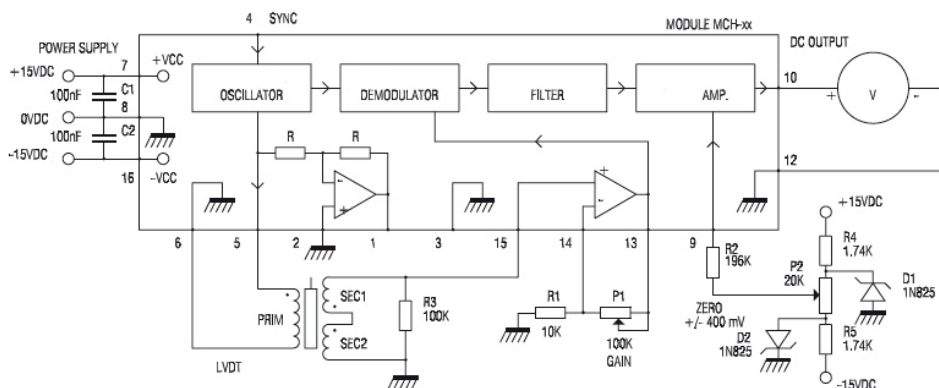 4 SYNC
MODULE MCH-xx
POWER SUPPLY
7
+VCC
DC OUTPUT
+15VDC
10
100nF
C1
8
OSCILLATOR
DEMODULATOR
FILTER
AMP.
+ V -
0VDC
100nF
C2
R
R
-15VDC
16
-VCC
12
-
+
+
-
+15VDC
6
5
2
1
3
15
14
13
9
R2
196K
R4
1.74K
P2
20K
D1
1N825
PRIM
SEC1
SEC2
R3
100K
R1
10K
P1
100K
GAIN
ZERO
+/- 400 mV
D2
1N825
R5
1.74K
LVDT
-15VDC